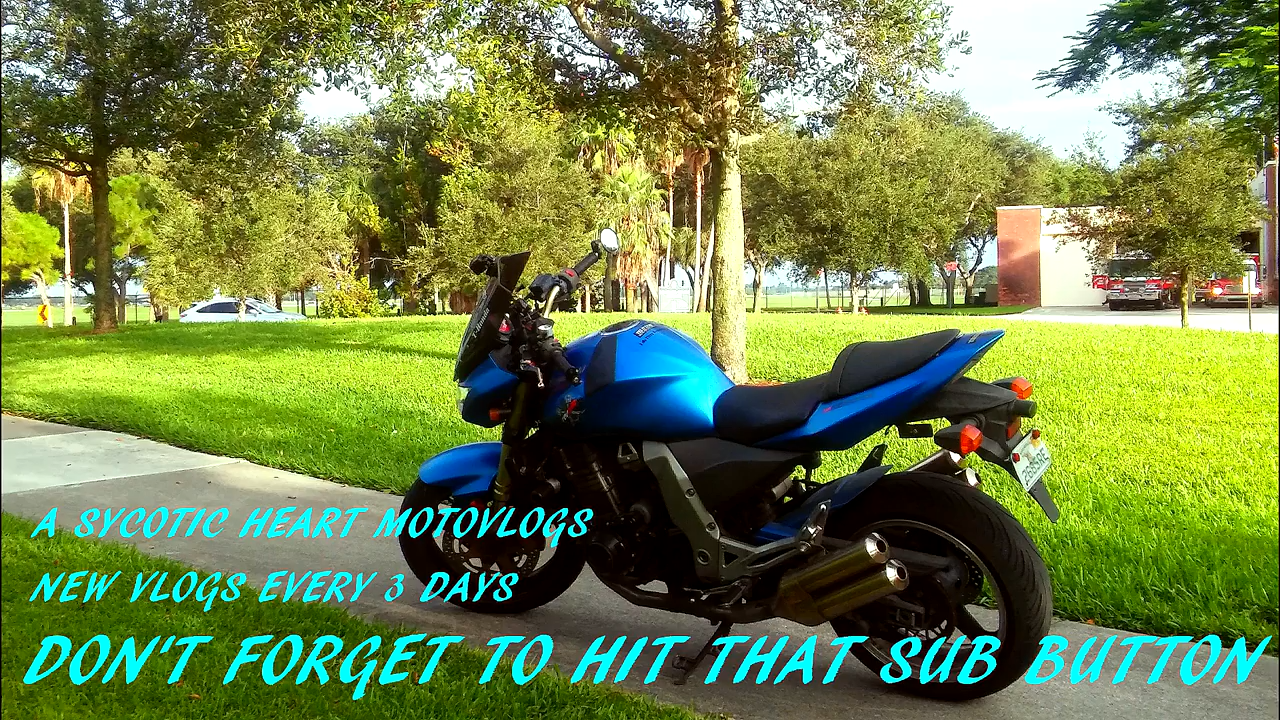 A SYCOTIC HEART MOTOVLOGS
NEW VLOGS EVERY 3 DAYS
DON'T FORGET TO HIT THAT SUB BUTTON